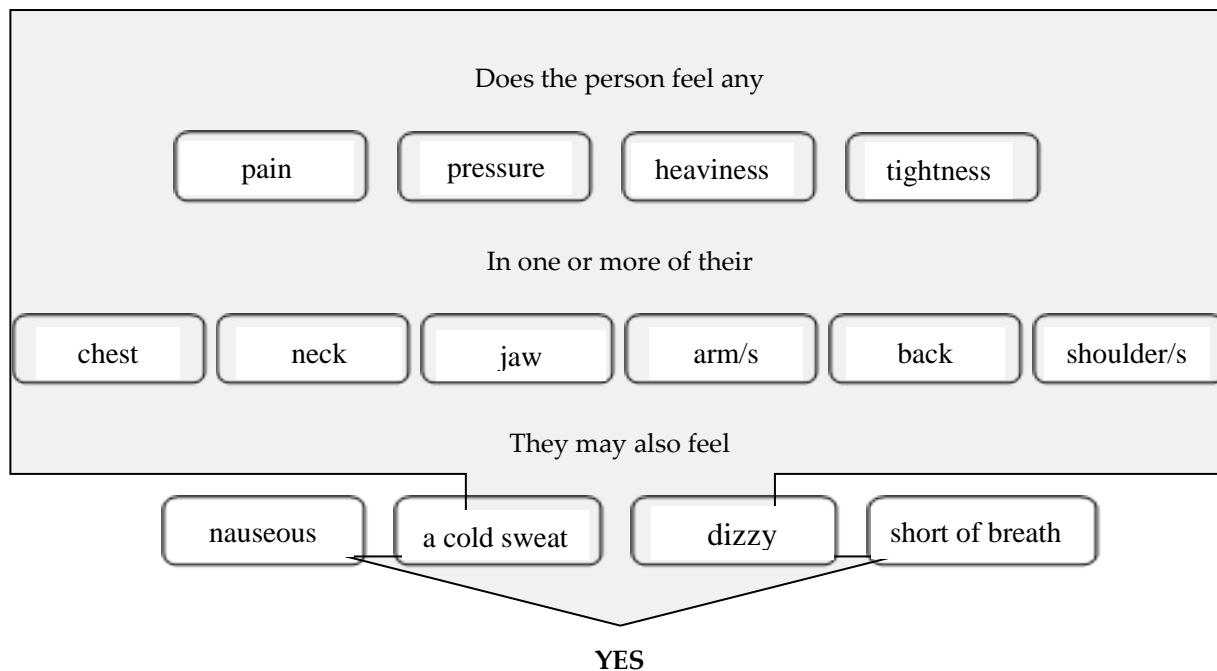 Does the person feel any
pain pressure heaviness tightness
In one or more of their
chest neck jaw arm/s back shoulder/s
They may also feel
nauseous a cold sweat dizzy short of breath
YES